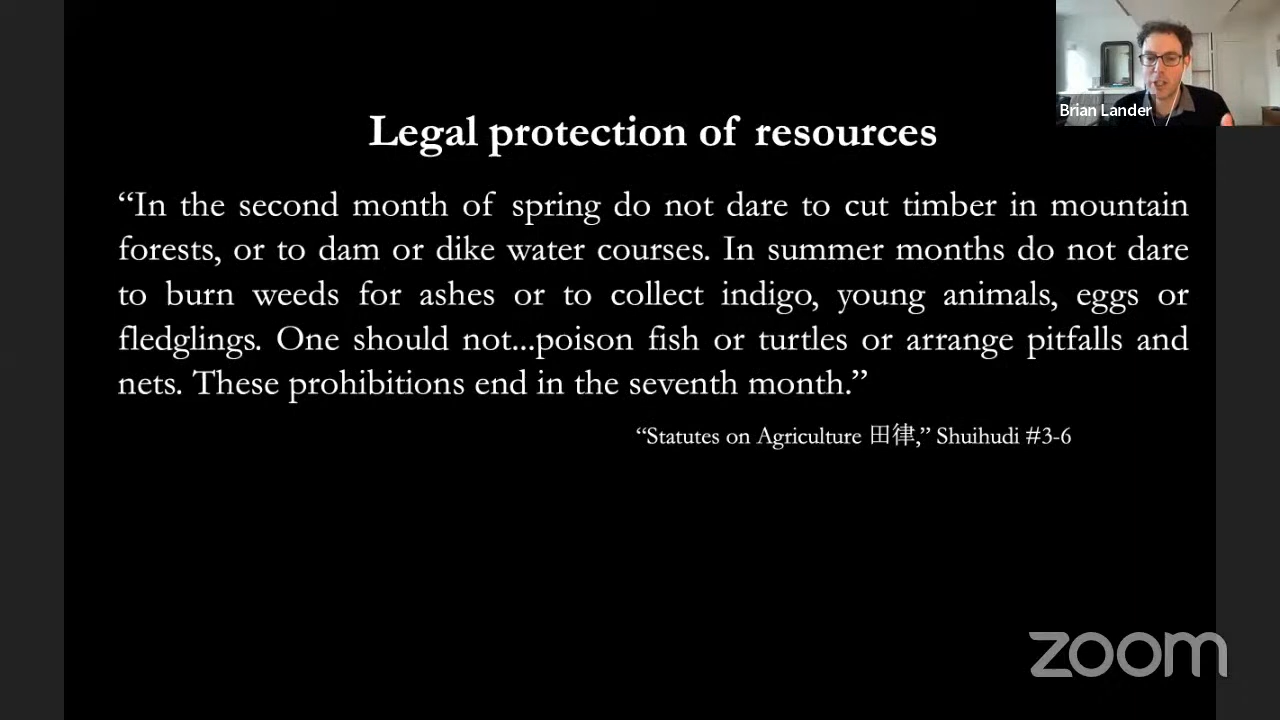 Brian Lander
Legal protection of resources
“In the second month of spring do not dare to cut timber in mountain
forests, or to dam or dike water courses. In summer months do not dare
to burn weeds for ashes or to collect indigo, young animals, eggs or
fledglings. One should not...poison fish or turtles or arrange pitfalls and
nets. These prohibitions end in the seventh month.”
“Statutes on Agriculture 田律,” Shuihudi #3-6
zoom